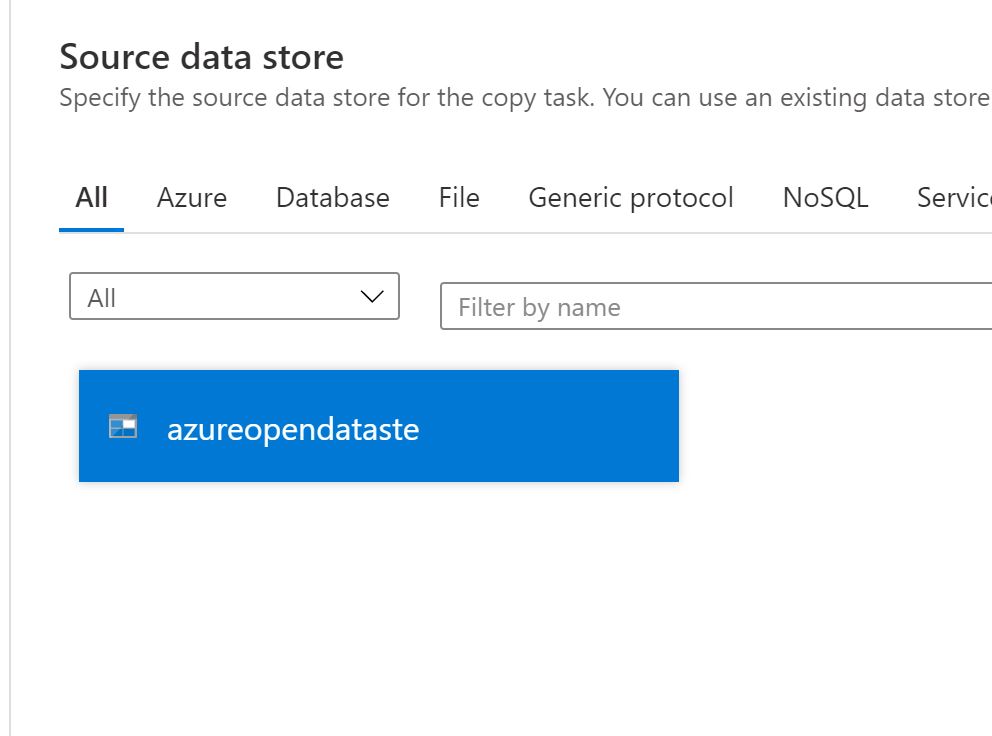 Source data store
Specify the source data store for the copy task. You can use an existing data store
All Azure Database File Generic protocol NoSQL
All
Filter by name
azureopendataste